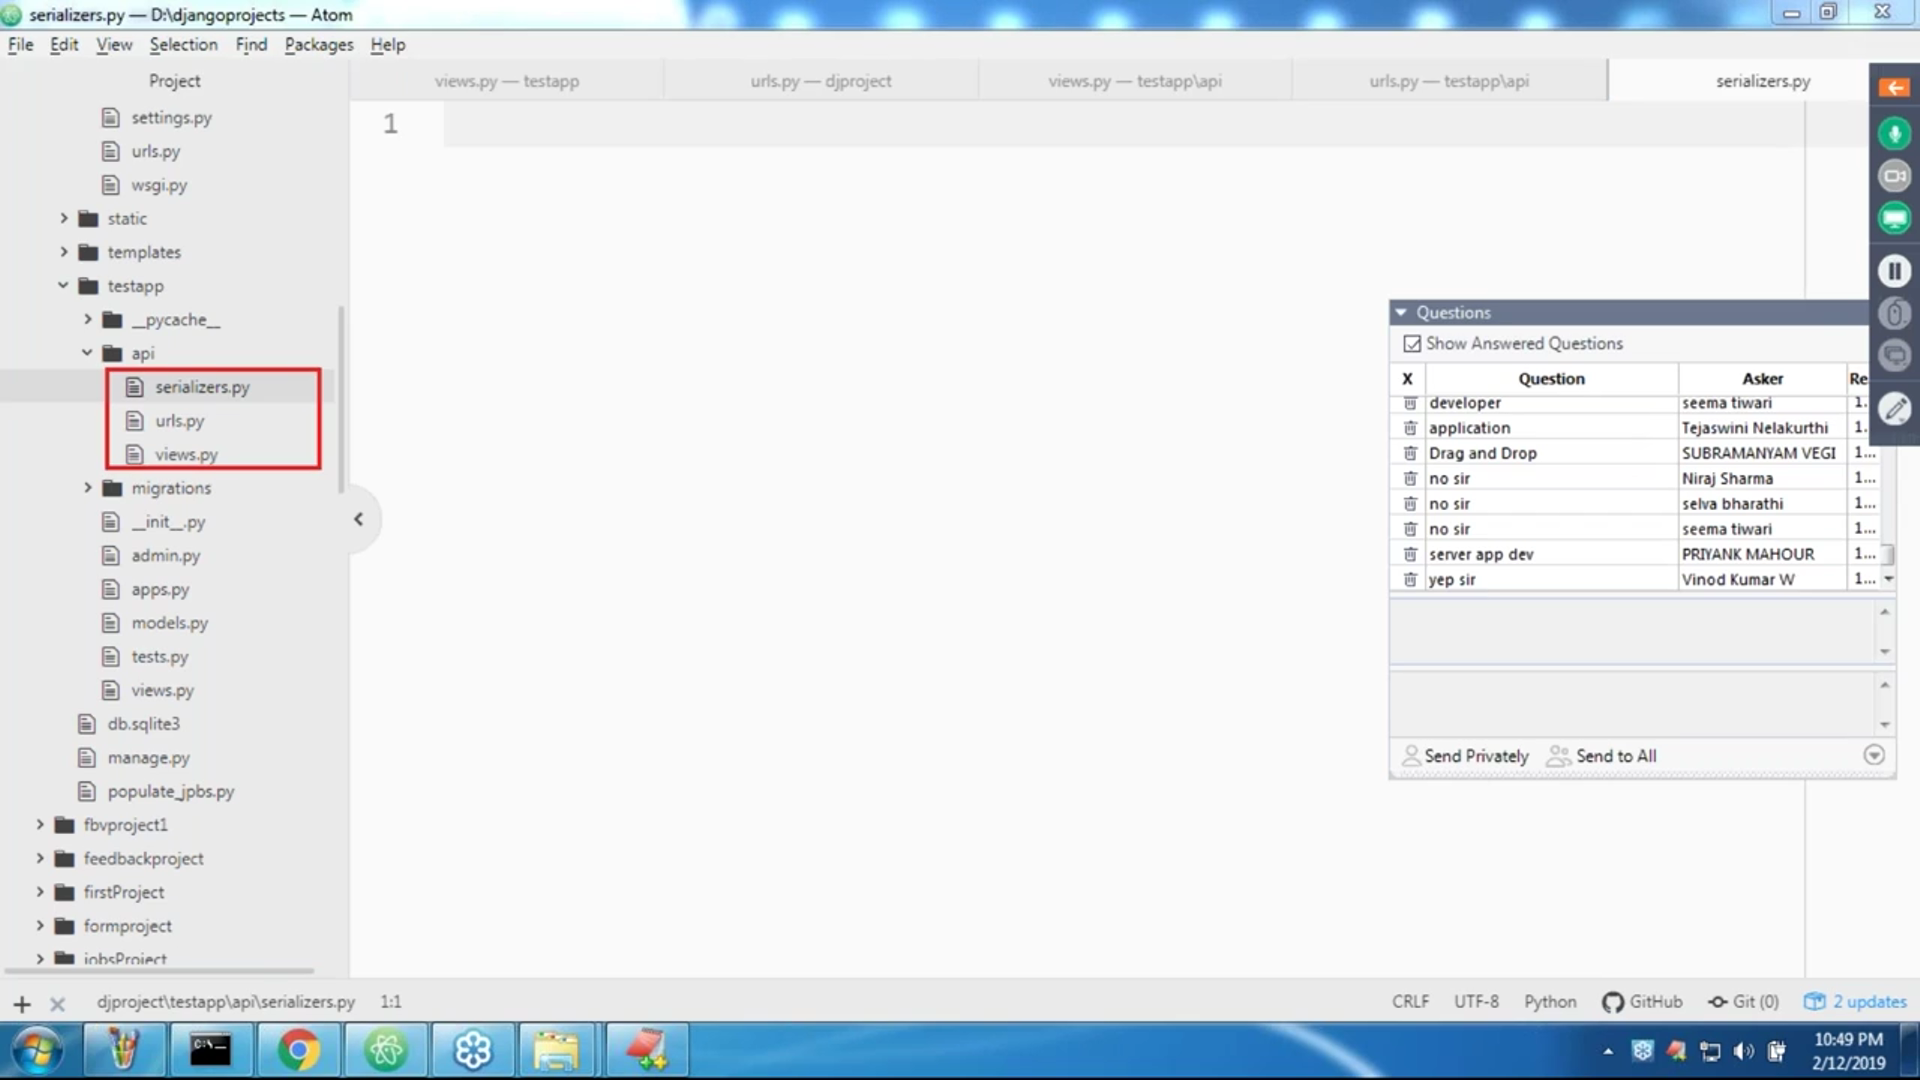 serializers.py — D:\djangoprojects — Atom
File Edit View Selection Find Packages Help
Project
views.py — testapp
urls.py — djproject
views.py — testapp\api
urls.py — testapp\api
serializers.py
settings.py
urls.py
wsgi.py
static
templates
testapp
__pycache__
api
serializers.py
urls.py
views.py
migrations
__init__.py
admin.py
apps.py
models.py
tests.py
views.py
db.sqlite3
manage.py
populate_jpbs.py
fbvproject1
feedbackproject
firstProject
formproject
jobsProject
1
Questions
Show Answered Questions
X Question Asker Re
developer seema tiwari 1.
application Tejaswini Nelakurthi 1.
Drag and Drop SUBRAMANYAM VEGI 1...
no sir Niraj Sharma 1...
no sir selva bharathi 1...
no sir seema tiwari 1...
server app dev PRIYANK MAHOUR 1...
yep sir Vinod Kumar W 1...
Send Privately Send to All
djproject\testapp\api\serializers.py 1:1
CRLF UTF-8 Python GitHub Git (0) 2 updates
C:\
10:49 PM
2/12/2019